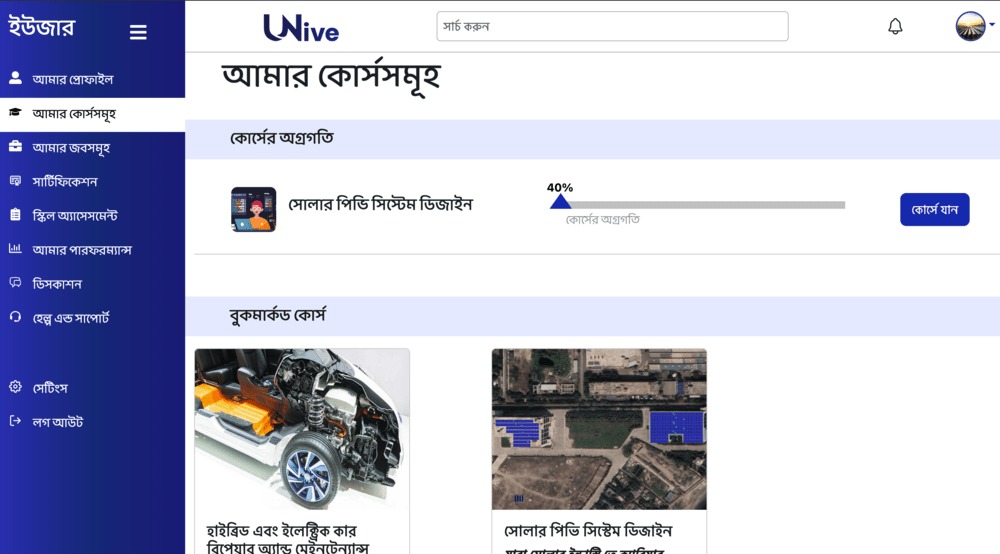 ইউজার
আমার প্রোফাইল
আমার কোর্সসমূহ
আমার জবসমূহ
সার্টিফিকেশন
স্কিল অ্যাসেসমেন্ট
আমার পারফরম্যান্স
ডিসকাশন
হেল্প এন্ড সাপোর্ট
সেটিংস
লগ আউট
UNive
সার্চ করুন
আমার কোর্সসমূহ
কোর্সের অগ্রগতি
সোলার পিভি সিস্টেম ডিজাইন
40%
কোর্সের অগ্রগতি
কোর্সে যান
বুকমার্কড কোর্স
হাইব্রিড এবং ইলেক্ট্রিক কার
রিপেয়ার অ্যান্ড মেইনটেন্যান্স
সোলার পিভি সিস্টেম ডিজাইন
যারা সোলার